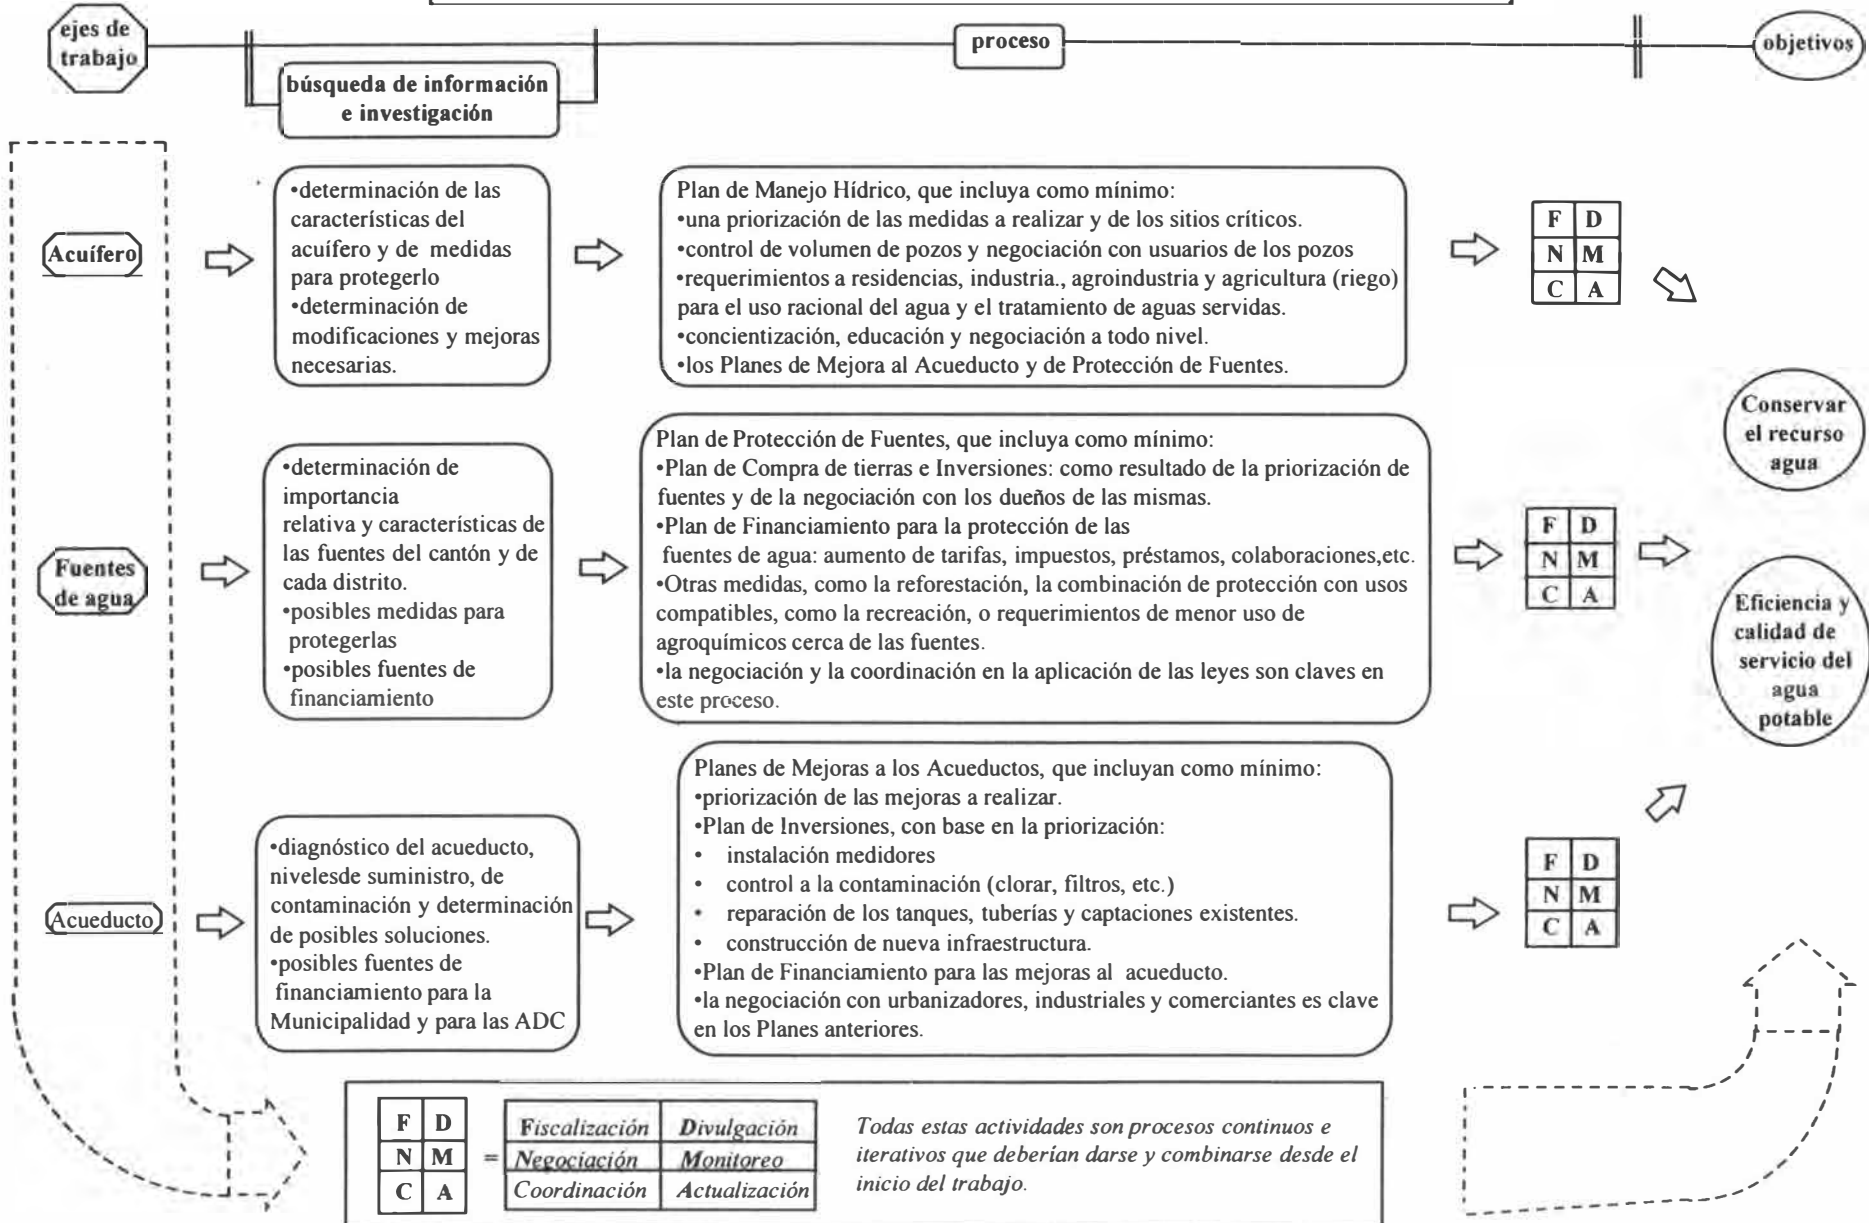 ejes de
trabajo
proceso
objetivos
búsqueda de información
e investigación
Acuífero
•determinación de las
características del
acuífero y de medidas
para protegerlo
•determinación de
modificaciones y mejoras
necesarias.
Plan de Manejo Hídrico, que incluya como mínimo:
•una priorización de las medidas a realizar y de los sitios críticos.
•control de volumen de pozos y negociación con usuarios de los pozos
•requerimientos a residencias, industria., agroindustria y agricultura (riego)
para el uso racional del agua y el tratamiento de aguas servidas.
•concientización, educación y negociación a todo nivel.
•los Planes de Mejora al Acueducto y de Protección de Fuentes.
F D
N M
C A
Fuentes
de agua
•determinación de
importancia
relativa y características de
las fuentes del cantón y de
cada distrito.
•posibles medidas para
protegerlas
•posibles fuentes de
financiamiento
Plan de Protección de Fuentes, que incluya como mínimo:
•Plan de Compra de tierras e Inversiones: como resultado de la priorización de
fuentes y de la negociación con los dueños de las mismas.
•Plan de Financiamiento para la protección de las
fuentes de agua: aumento de tarifas, impuestos, préstamos, colaboraciones,etc.
•Otras medidas, como la reforestación, la combinación de protección con usos
compatibles, como la recreación, o requerimientos de menor uso de
agroquímicos cerca de las fuentes.
•la negociación y la coordinación en la aplicación de las leyes son claves en
este proceso.
F D
N M
C A
Conservar
el recurso
agua
Eficiencia y
calidad de
servicio del
agua
potable
Acueducto
•diagnóstico del acueducto,
nivelesde suministro, de
contaminación y determinación
de posibles soluciones.
•posibles fuentes de
financiamiento para la
Municipalidad y para las ADC
Planes de Mejoras a los Acueductos, que incluyan como mínimo:
•priorización de las mejoras a realizar.
•Plan de Inversiones, con base en la priorización:
• instalación medidores
• control a la contaminación (clorar, filtros, etc.)
• reparación de los tanques, tuberías y captaciones existentes.
• construcción de nueva infraestructura.
•Plan de Financiamiento para las mejoras al acueducto.
•la negociación con urbanizadores, industriales y comerciantes es clave
en los Planes anteriores.
F D
N M
C A
F D
N M
C A
=
Fiscalización Divulgación
Negociación Monitoreo
Coordinación Actualización
Todas estas actividades son procesos continuos e
iterativos que deberían darse y combinarse desde el
inicio del trabajo.